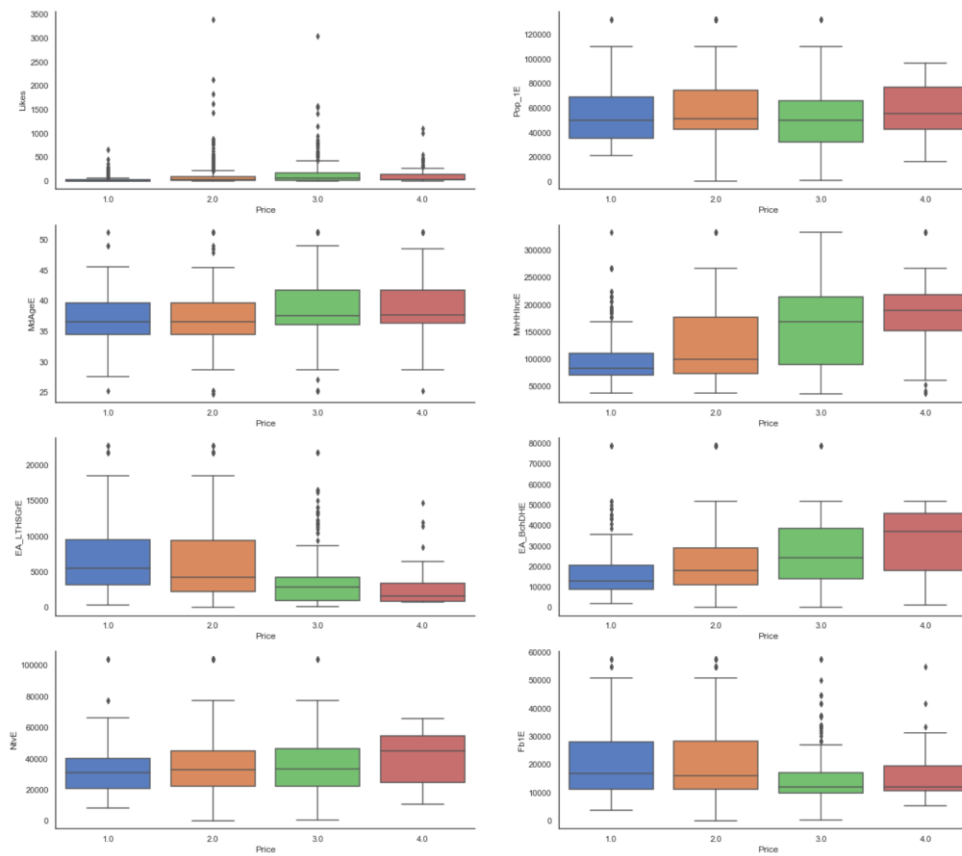 3500
3000
2500
2000
1500
1000
500
0
Likes
1.0 2.0 3.0 4.0
Price
120000
100000
80000
60000
40000
20000
0
Pop_1E
1.0 2.0 3.0 4.0
Price
50
45
40
35
30
25
MdAgeE
1.0 2.0 3.0 4.0
Price
300000
250000
200000
150000
100000
50000
MnHHIncE
1.0 2.0 3.0 4.0
Price
20000
15000
10000
5000
0
EA_LTHSGrE
1.0 2.0 3.0 4.0
Price
80000
70000
60000
50000
40000
30000
20000
10000
0
EA_BchDHE
1.0 2.0 3.0 4.0
Price
100000
80000
60000
40000
20000
0
NtvE
1.0 2.0 3.0 4.0
Price
60000
50000
40000
30000
20000
10000
0
Fb1E
1.0 2.0 3.0 4.0
Price